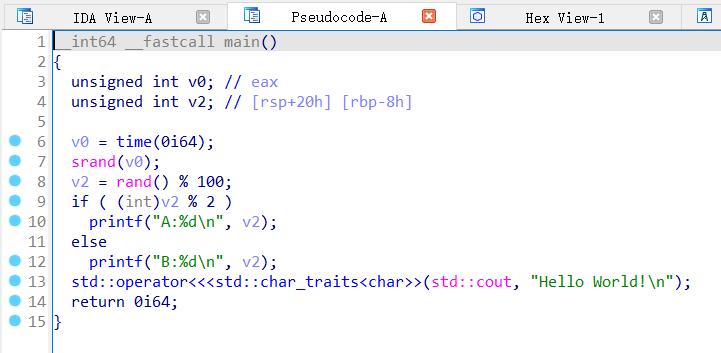 IDA View-A Pseudocode-A Hex View-1 A
1 __int64 __fastcall main()
2 {
3 unsigned int v0; // eax
4 unsigned int v2; // [rsp+20h] [rbp-8h]
5
6 v0 = time(0i64);
7 srand(v0);
8 v2 = rand() % 100;
9 if ( (int)v2 % 2 )
10 printf("A:%d\n", v2);
11 else
12 printf("B:%d\n", v2);
13 std::operator<<<std::char_traits<char>>(std::cout, "Hello World!\n");
14 return 0i64;
15 }